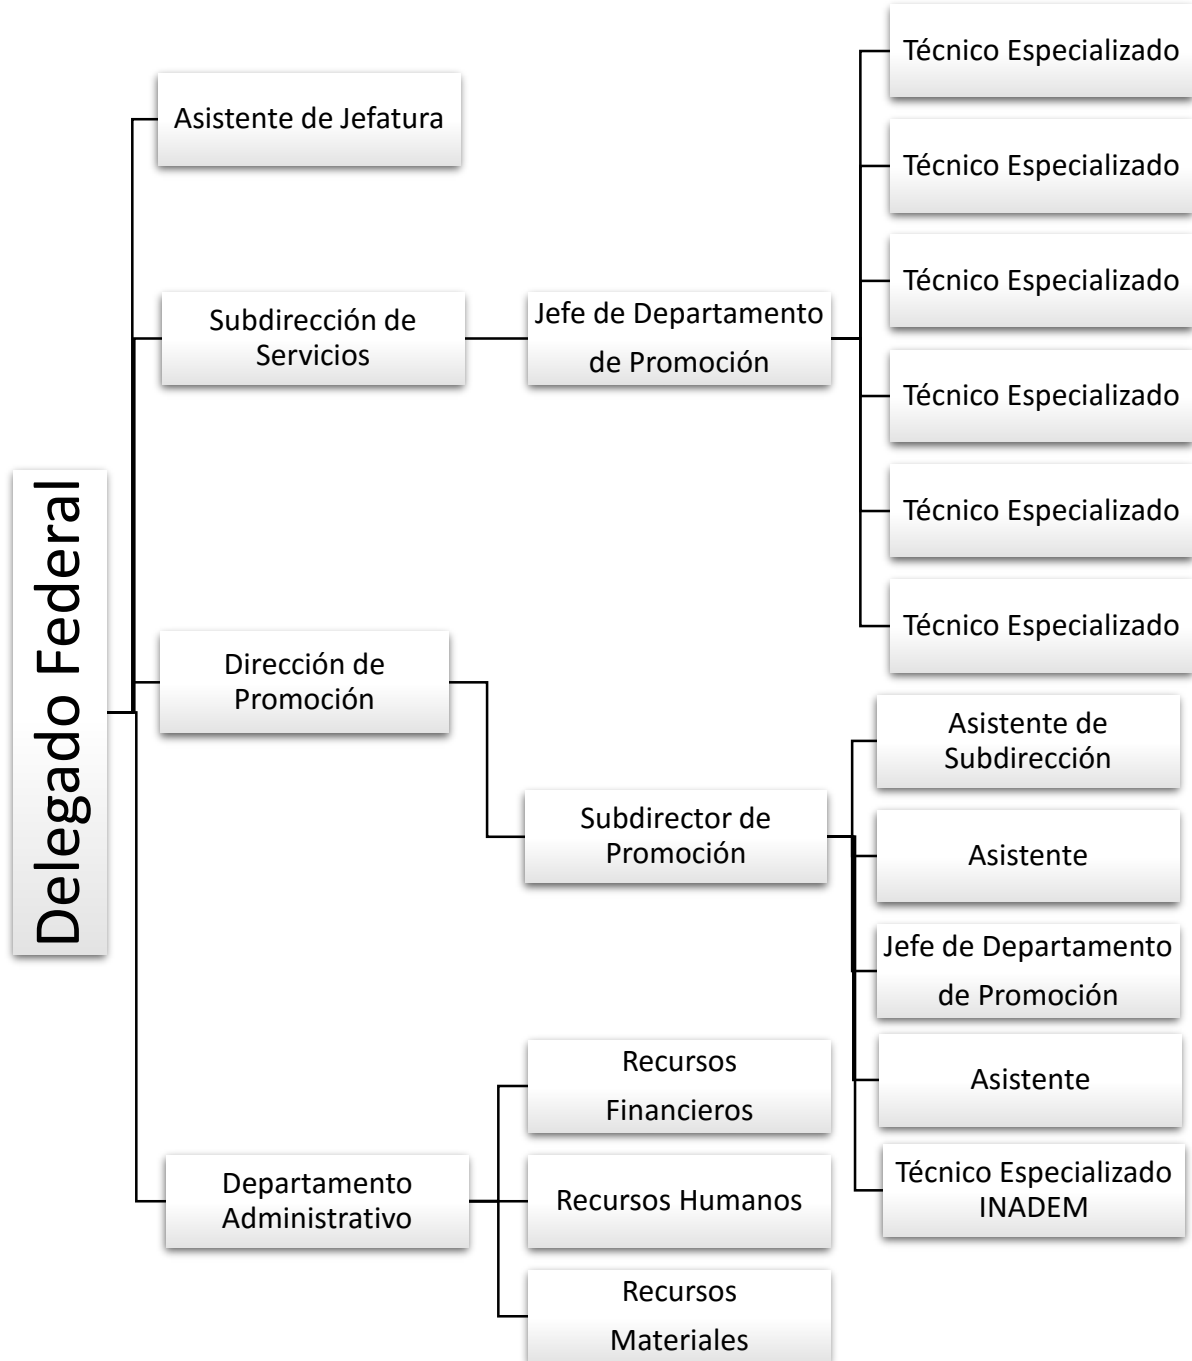 Delegado Federal
Asistente de Jefatura
Subdirección de
Servicios
Jefe de Departamento
de Promoción
Técnico Especializado
Técnico Especializado
Técnico Especializado
Técnico Especializado
Técnico Especializado
Técnico Especializado
Dirección de
Promoción
Subdirector de
Promoción
Asistente de
Subdirección
Asistente
Jefe de Departamento
de Promoción
Asistente
Técnico Especializado
INADEM
Departamento
Administrativo
Recursos
Financieros
Recursos Humanos
Recursos
Materiales